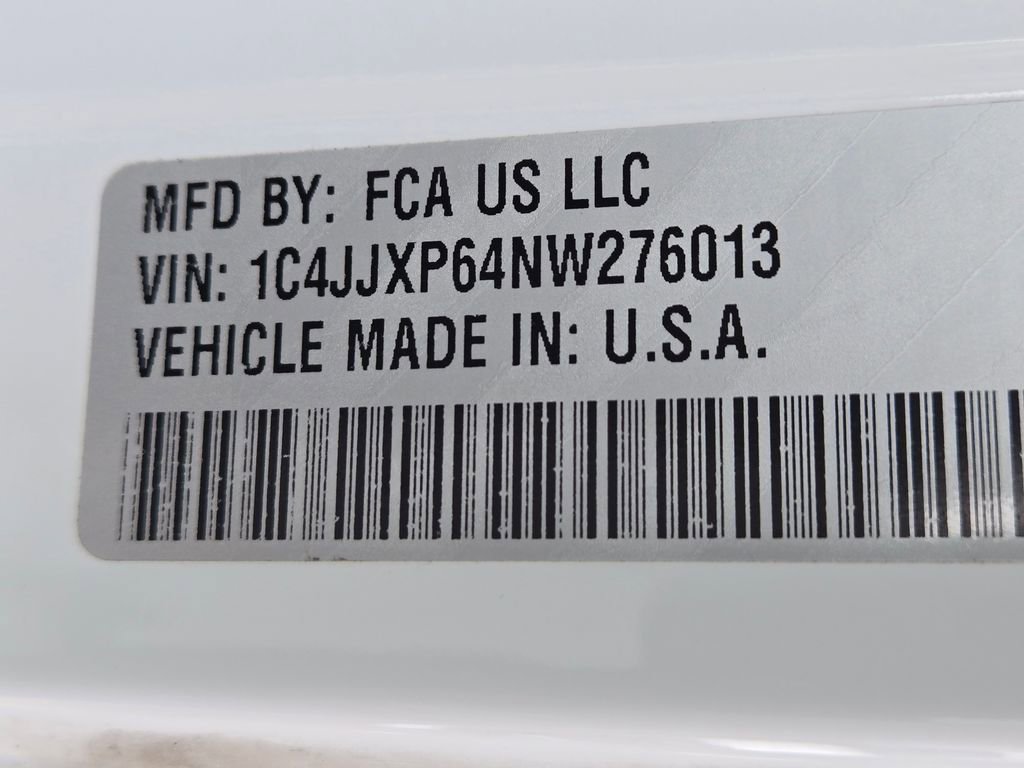 MFD BY: FCA US LLC
VIN: 1C4JJXP64NW276013
VEHICLE MADE IN: U.S.A.